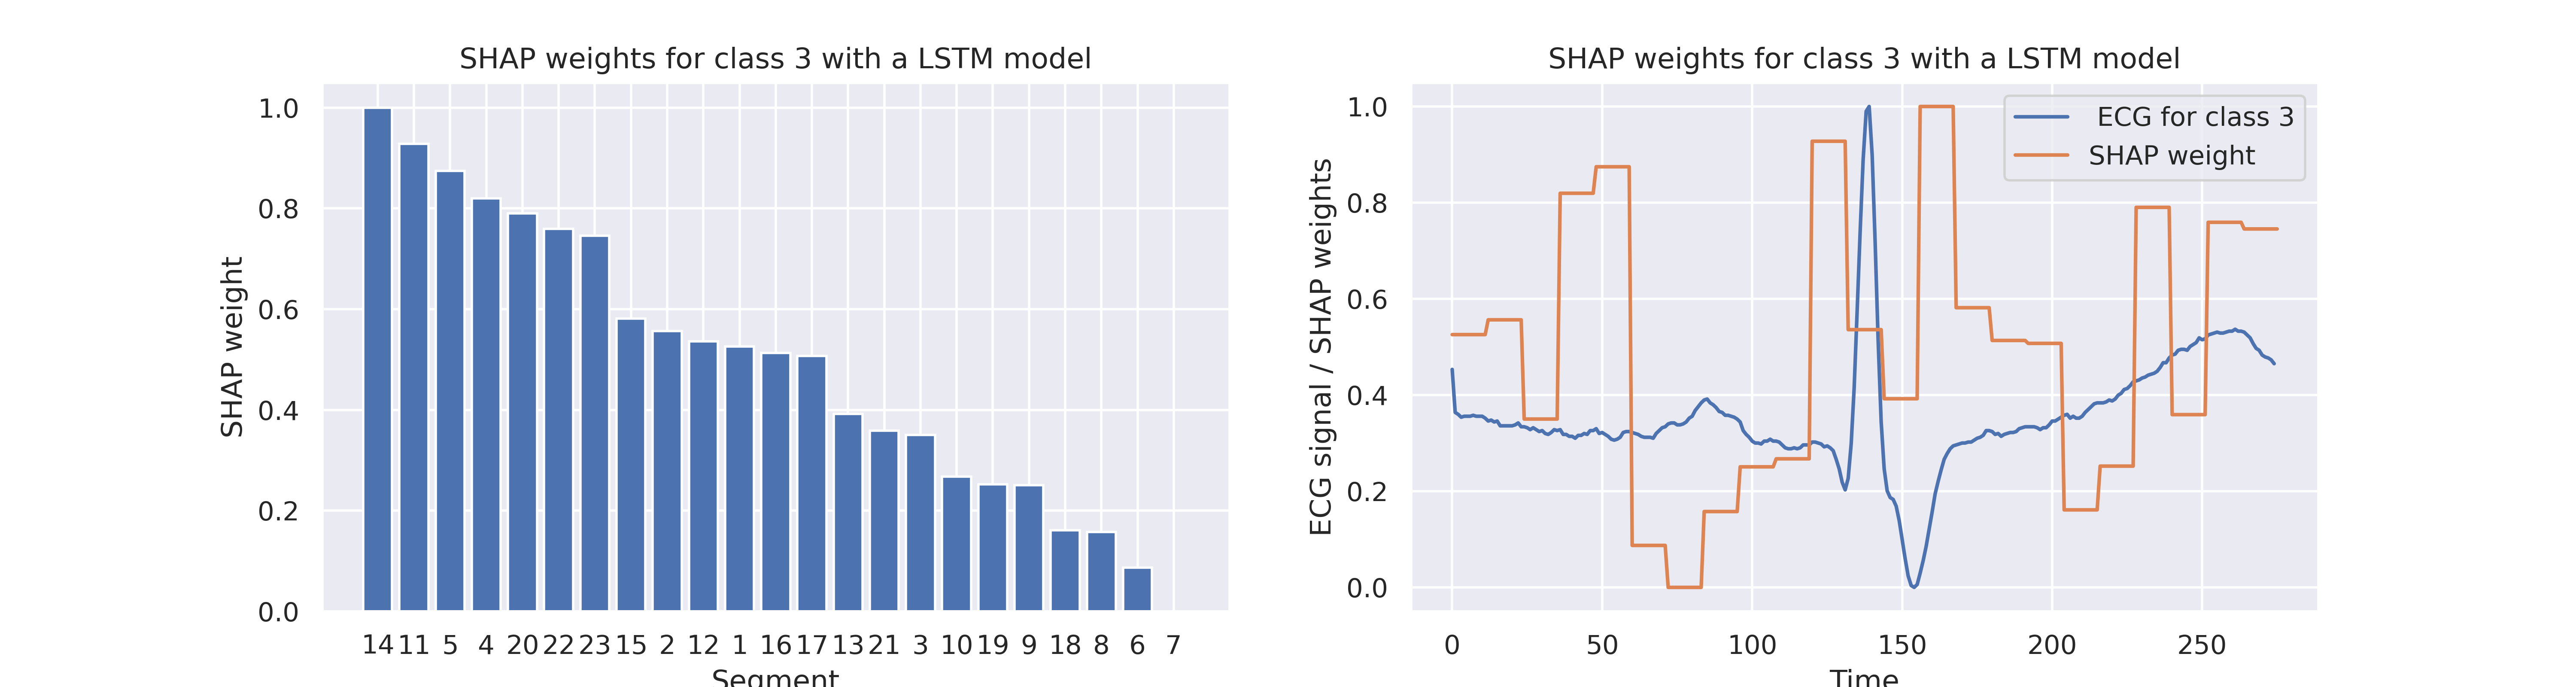 SHAP weights for class 3 with a LSTM model
SHAP weight
1.0
0.8
0.6
0.4
0.2
0.0
14 11 5 4 20 22 23 15 2 12 1 16 17 13 21 3 10 19 9 18 8 6 7
Segment
SHAP weights for class 3 with a LSTM model
ECG signal / SHAP weights
1.0
0.8
0.6
0.4
0.2
0.0
ECG for class 3
SHAP weight
0 50 100 150 200 250
Time